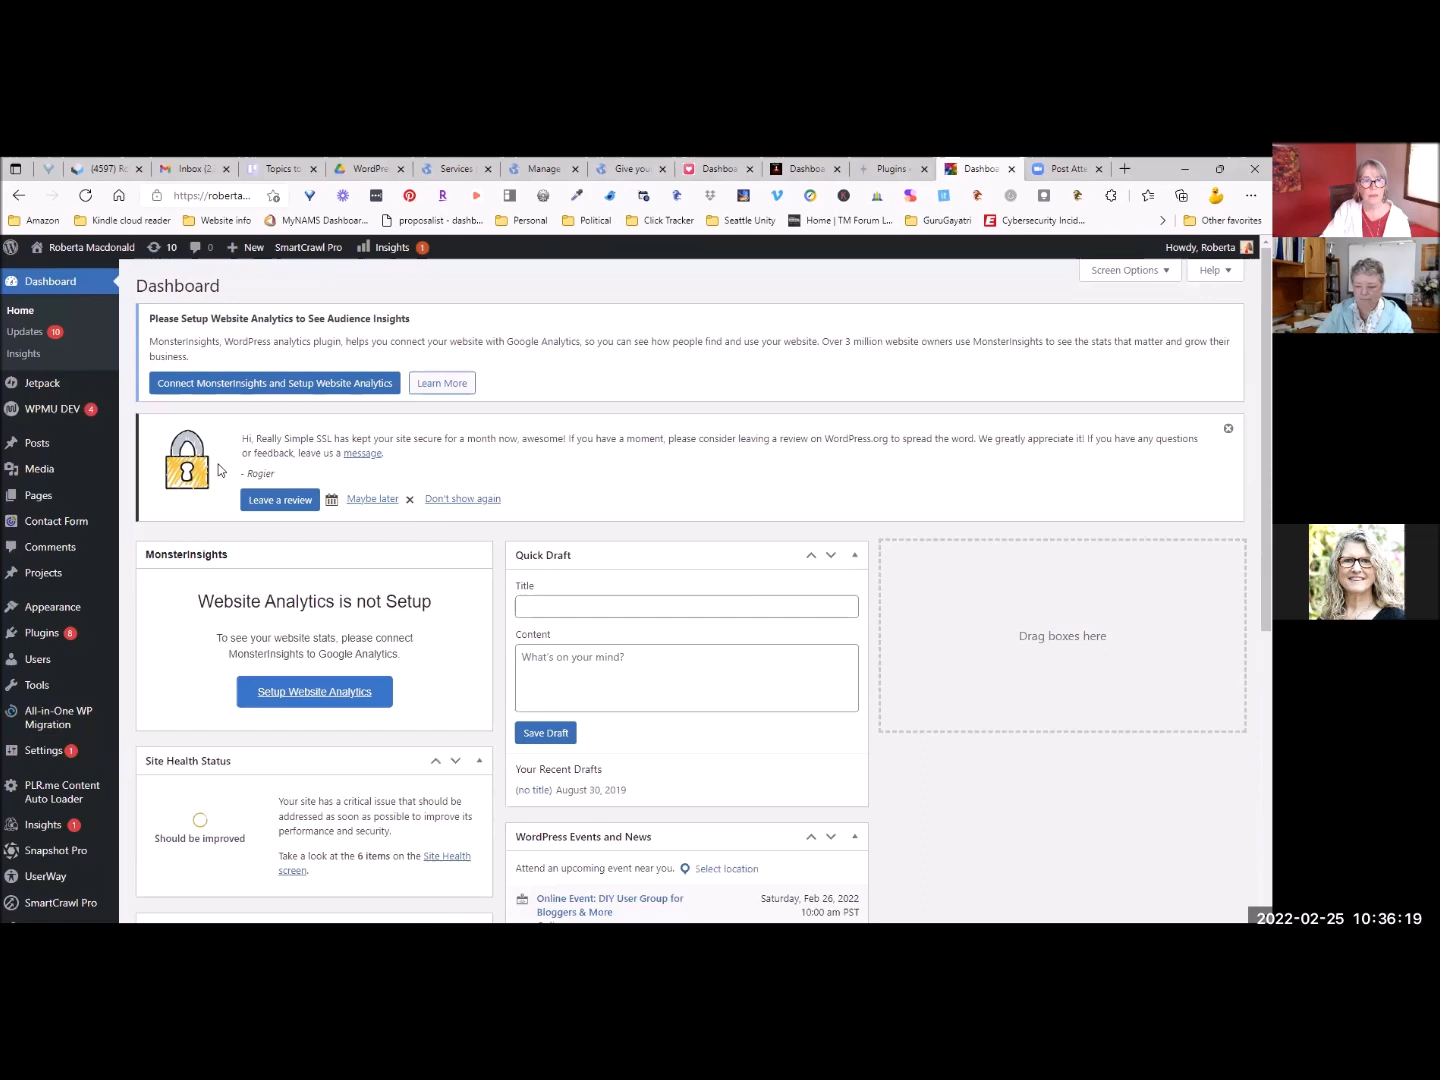 (4597) Ro
Inbox (2,
Topics to
WordPre
Services
Manage
Give you
Dashboa
Dashboa
Plugins
Dashboa
Post Atte
https://roberta...
Amazon
Kindle cloud reader
Website info
MyNAMS Dashboar...
proposalist - dashb...
Personal
Political
Click Tracker
Seattle Unity
Home | TM Forum L...
GuruGayatri
Cybersecurity Incid...
Other favorites
Roberta Macdonald
10
0
New
SmartCrawl Pro
Insights
1
Howdy, Roberta
Dashboard
Home
Updates 10
Insights
Jetpack
WPMU DEV 4
Posts
Media
Pages
Contact Form
Comments
Projects
Appearance
Plugins 8
Users
Tools
All-in-One WP
Migration
Settings 1
PLR.me Content
Auto Loader
Insights 1
Snapshot Pro
UserWay
SmartCrawl Pro
Screen Options
Help
Dashboard
Please Setup Website Analytics to See Audience Insights
MonsterInsights, WordPress analytics plugin, helps you connect your website with Google Analytics, so you can see how people find and use your website. Over 3 million website owners use MonsterInsights to see the stats that matter and grow their
business.
Connect MonsterInsights and Setup Website Analytics
Learn More
Hi, Really Simple SSL has kept your site secure for a month now, awesome! If you have a moment, please consider leaving a review on WordPress.org to spread the word. We greatly appreciate it! If you have any questions
or feedback, leave us a message.
- Rogier
Leave a review
Maybe later
Don't show again
MonsterInsights
Website Analytics is not Setup
To see your website stats, please connect
MonsterInsights to Google Analytics.
Setup Website Analytics
Site Health Status
Should be improved
Your site has a critical issue that should be
addressed as soon as possible to improve its
performance and security.
Take a look at the 6 items on the Site Health
screen.
Quick Draft
Title
Content
What's on your mind?
Save Draft
Your Recent Drafts
(no title) August 30, 2019
WordPress Events and News
Attend an upcoming event near you.
Select location
Online Event: DIY User Group for
Bloggers & More
Saturday, Feb 26, 2022
10:00 am PST
Drag boxes here
2022-02-25 10:36:19